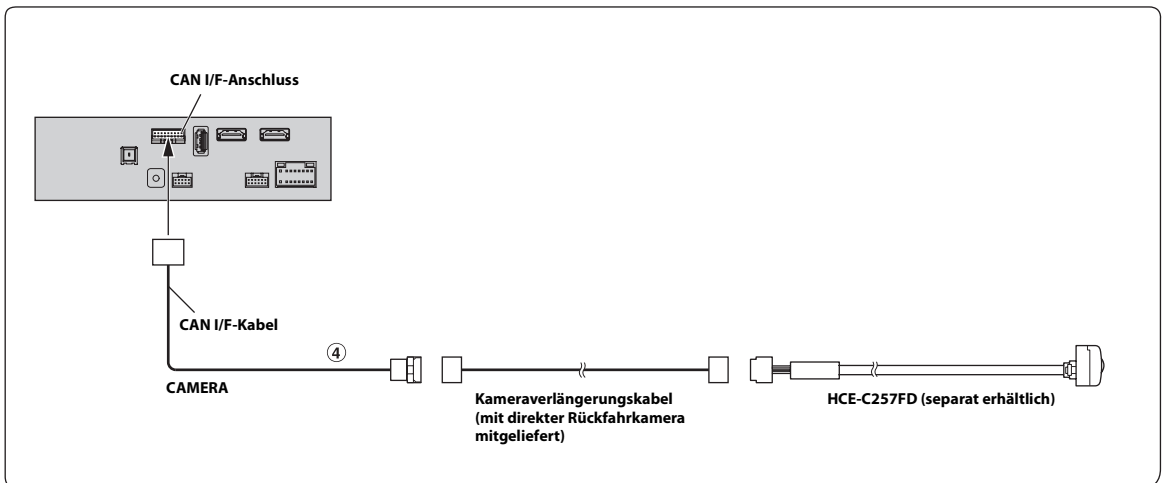 CAN I/F-Anschluss
CAN I/F-Kabel
④
CAMERA
Kameraverlängerungskabel
(mit direkter Rückfahrkamera
mitgeliefert)
HCE-C257FD (separat erhältlich)